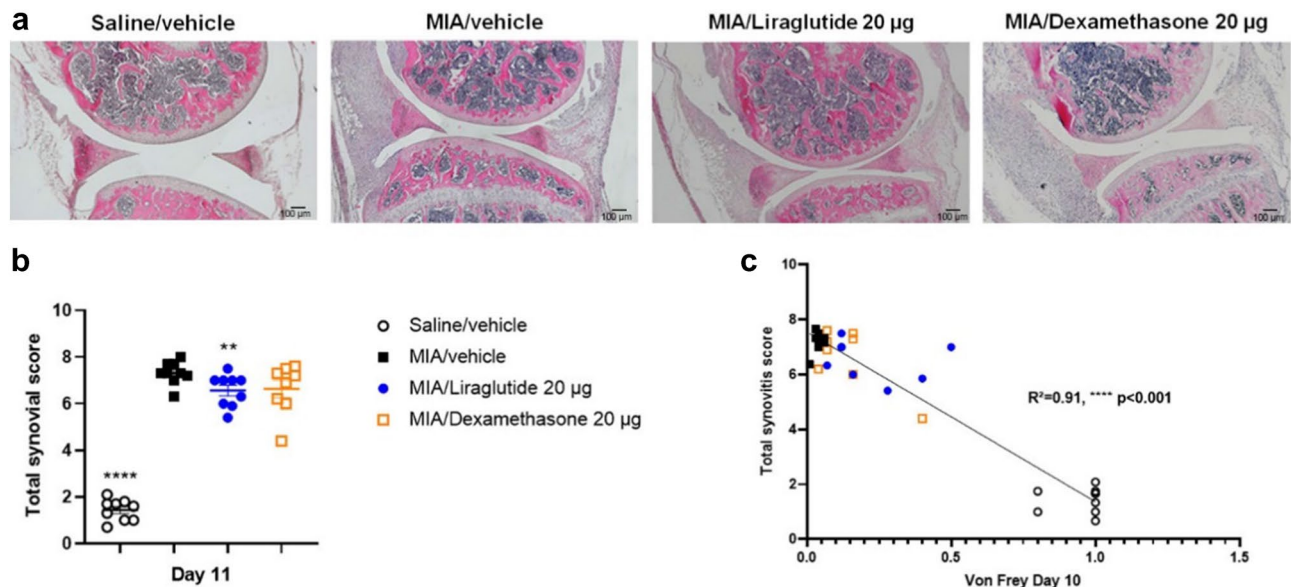 a
Saline/vehicle
MIA/vehicle
MIA/Liraglutide 20 µg
MIA/Dexamethasone 20 µg
100 µm
100 µm
100 µm
100 µm
b
Total synovial score
10
8
6
4
2
0
****
**
Day 11
Saline/vehicle
MIA/vehicle
MIA/Liraglutide 20 µg
MIA/Dexamethasone 20 µg
c
Total synovitis score
10
8
6
4
2
0
0.0
0.5
1.0
1.5
R²=0.91, **** p<0.001
Von Frey Day 10